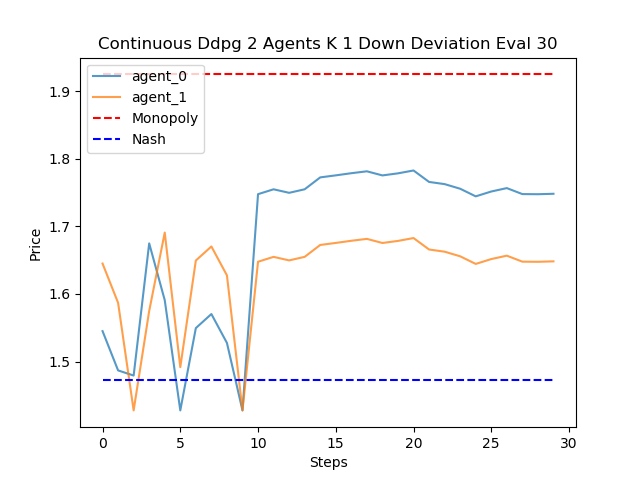 Continuous Ddpg 2 Agents K 1 Down Deviation Eval 30
agent_0
agent_1
Monopoly
Nash
1.9
1.8
1.7
1.6
1.5
Price
0 5 10 15 20 25 30
Steps